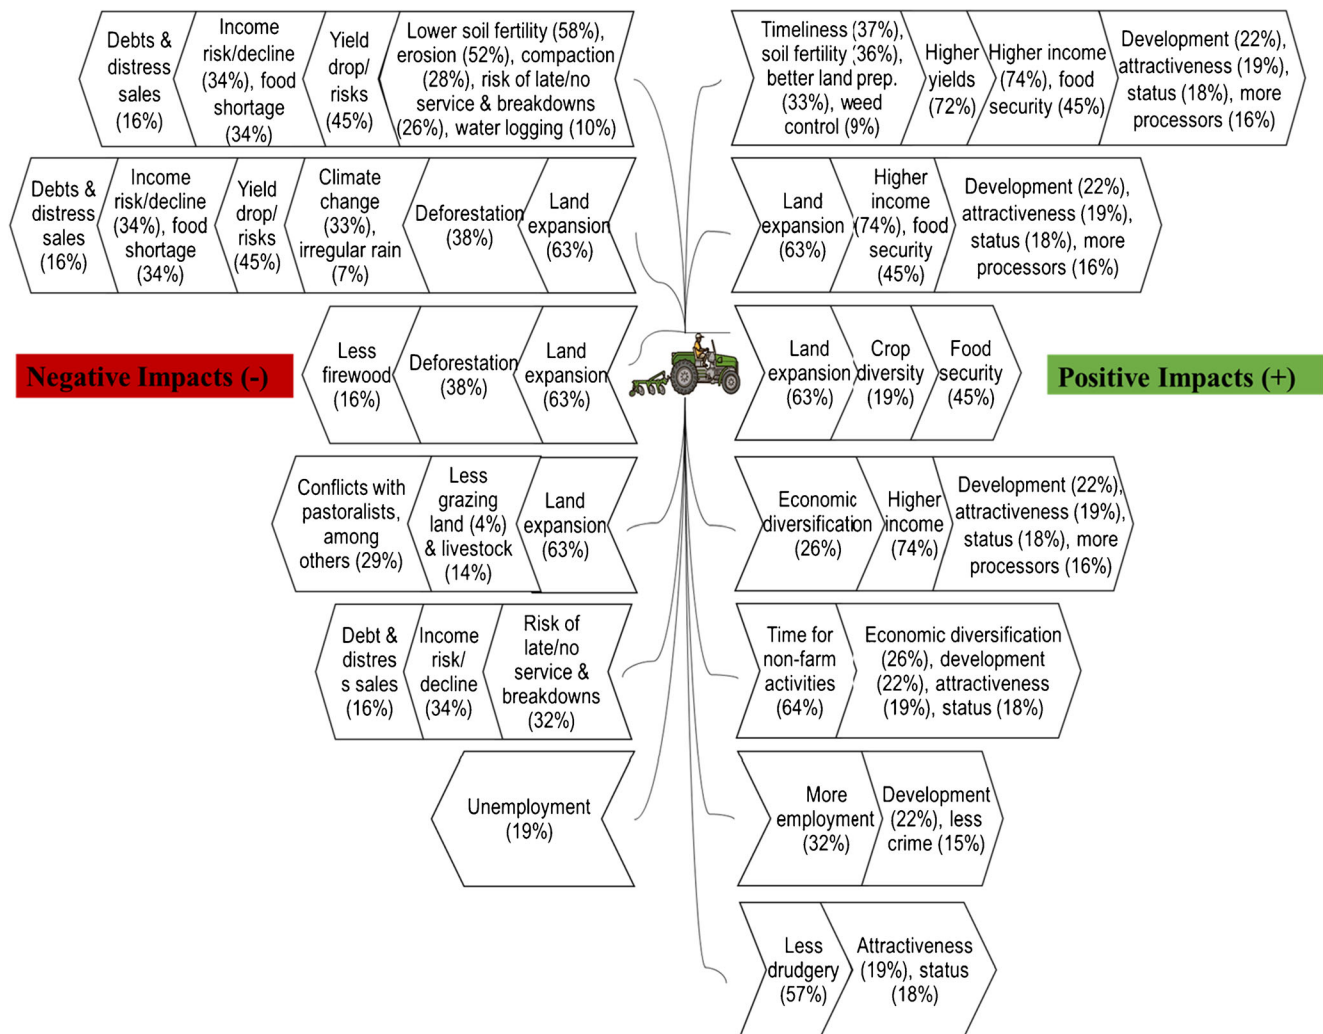 Debts &
distress
sales
(16%)
Income
risk/decline
(34%), food
shortage
(34%)
Yield
drop/
risks
(45%)
Lower soil fertility (58%),
erosion (52%), compaction
(28%), risk of late/no
service & breakdowns
(26%), water logging (10%)
Timeliness (37%),
soil fertility (36%),
better land prep.
(33%), weed
control (9%)
Higher
yields
(72%)
Higher income
(74%), food
security (45%)
Development (22%),
attractiveness (19%),
status (18%), more
processors (16%)
Debts &
distress
sales
(16%)
Income
risk/decline
(34%), food
shortage
(34%)
Yield
drop/
risks
(45%)
Climate
change
(33%),
irregular rain
(7%)
Deforestation
(38%)
Land
expansion
(63%)
Land
expansion
(63%)
Higher
income
(74%), food
security
(45%)
Development (22%),
attractiveness (19%),
status (18%), more
processors (16%)
Negative Impacts (-)
Less
firewood
(16%)
Deforestation
(38%)
Land
expansion
(63%)
Land
expansion
(63%)
Crop
diversity
(19%)
Food
security
(45%)
Positive Impacts (+)
Conflicts with
pastoralists,
among
others (29%)
Less
grazing
land (4%)
& livestock
(14%)
Land
expansion
(63%)
Economic
diversification
(26%)
Higher
income
(74%)
Development (22%),
attractiveness (19%),
status (18%), more
processors (16%)
Debt &
distres
s sales
(16%)
Income
risk/
decline
(34%)
Risk of
late/no
service &
breakdowns
(32%)
Time for
non-farm
activities
(64%)
Economic diversification
(26%), development
(22%), attractiveness
(19%), status (18%)
Unemployment
(19%)
More
employment
(32%)
Development
(22%), less
crime (15%)
Less
drudgery
(57%)
Attractiveness
(19%), status
(18%)